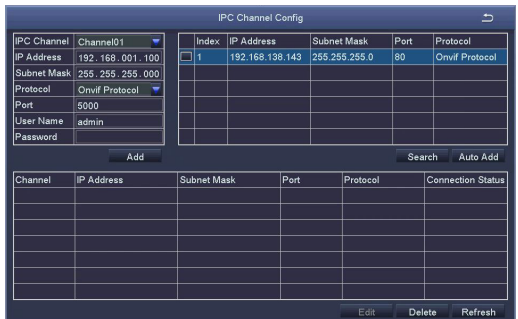 IPC Channel Config
IPC Channel Channel01
IP Address 192.168.001.100
Subnet Mask 255.255.255.000
Protocol Onvif Protocol
Port 5000
User Name admin
Password
Add
Index IP Address Subnet Mask Port Protocol
1 192.168.138.143 255.255.255.0 80 Onvif Protocol
Search Auto Add
Channel IP Address Subnet Mask Port Protocol Connection Status
Edit Delete Refresh